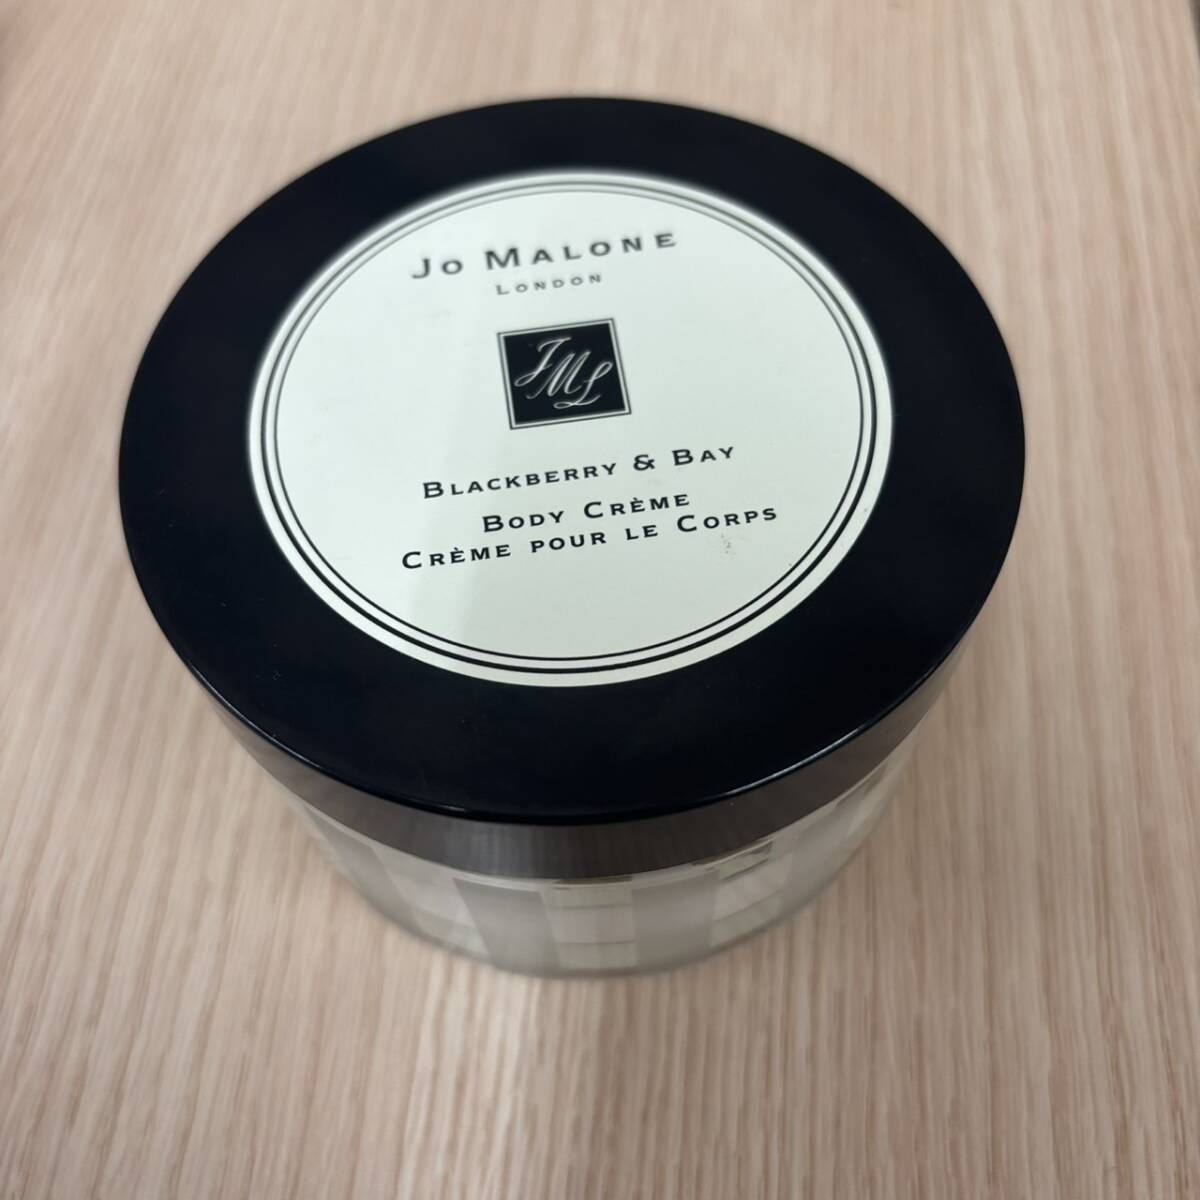 JO MALONE
LONDON
JML
BLACKBERRY & BAY
BODY CRÈME
CRÈME POUR LE CORPS